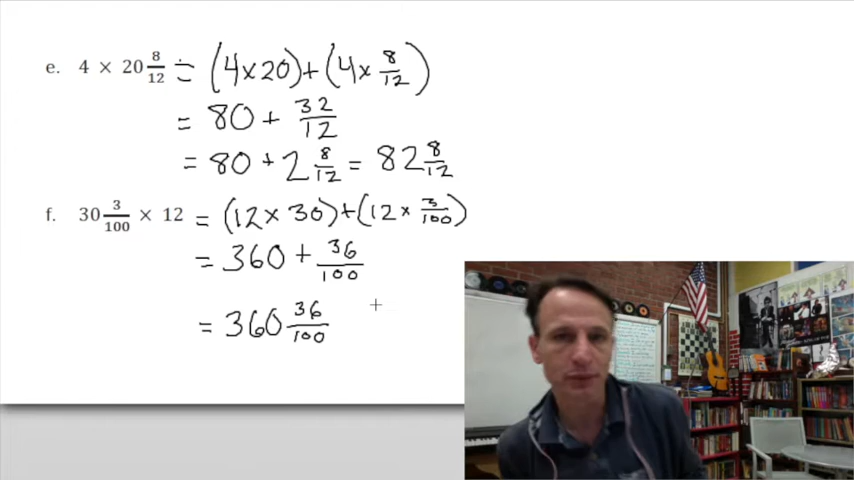 e. 4 × 20 8/12 = (4×20)+(4× 8/12)
= 80 + 32/12
= 80 + 2 8/12 = 82 8/12
f. 30 3/100 × 12 = (12×30)+(12× 3/100)
= 360 + 36/100
= 360 36/100